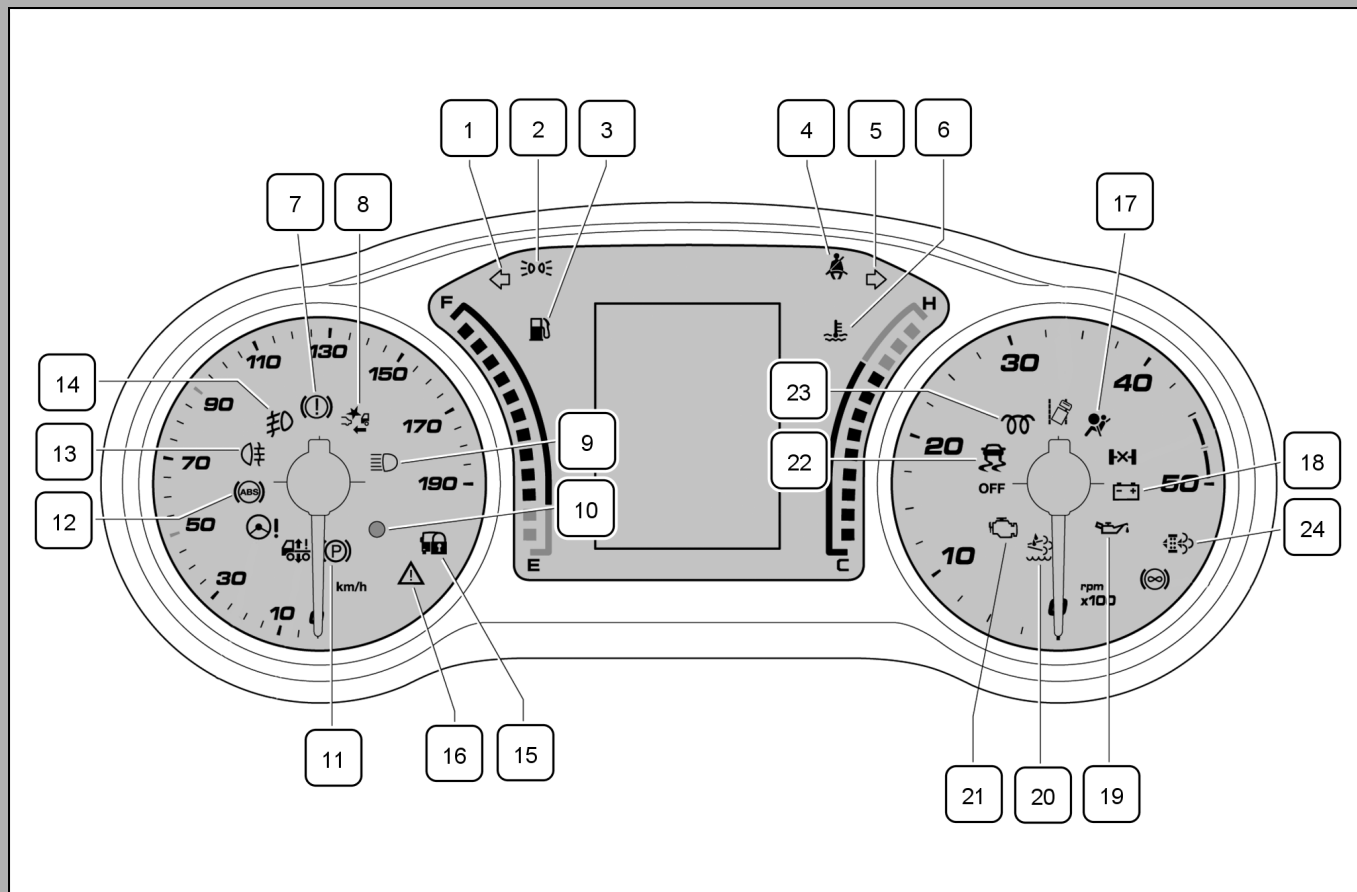 1 2 3 4 5 6
7 8 17
F H
130
110 150 30 40
14 90 170 23
13 70 9 20 18
190 22 OFF 50
12 ABS 10 24
50
P 10
30 km/h E C rpm
10 0 0 x100
11 16 15
21 20 19